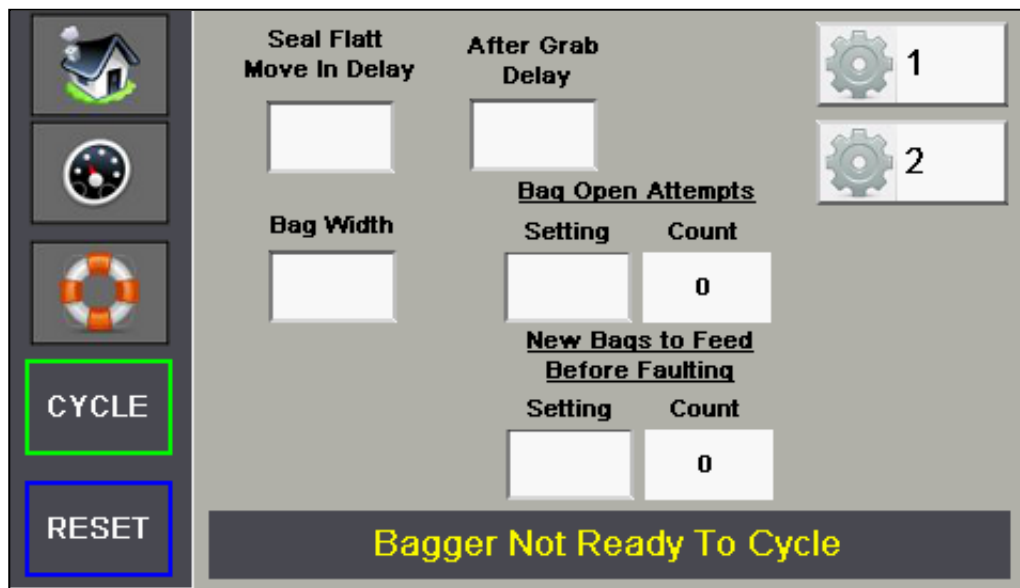 Seal Flatt
Move In Delay
After Grab
Delay
1
2
Bag Open Attempts
Bag Width
Setting
Count
0
New Bags to Feed
Before Faulting
Setting
Count
0
CYCLE
RESET
Bagger Not Ready To Cycle